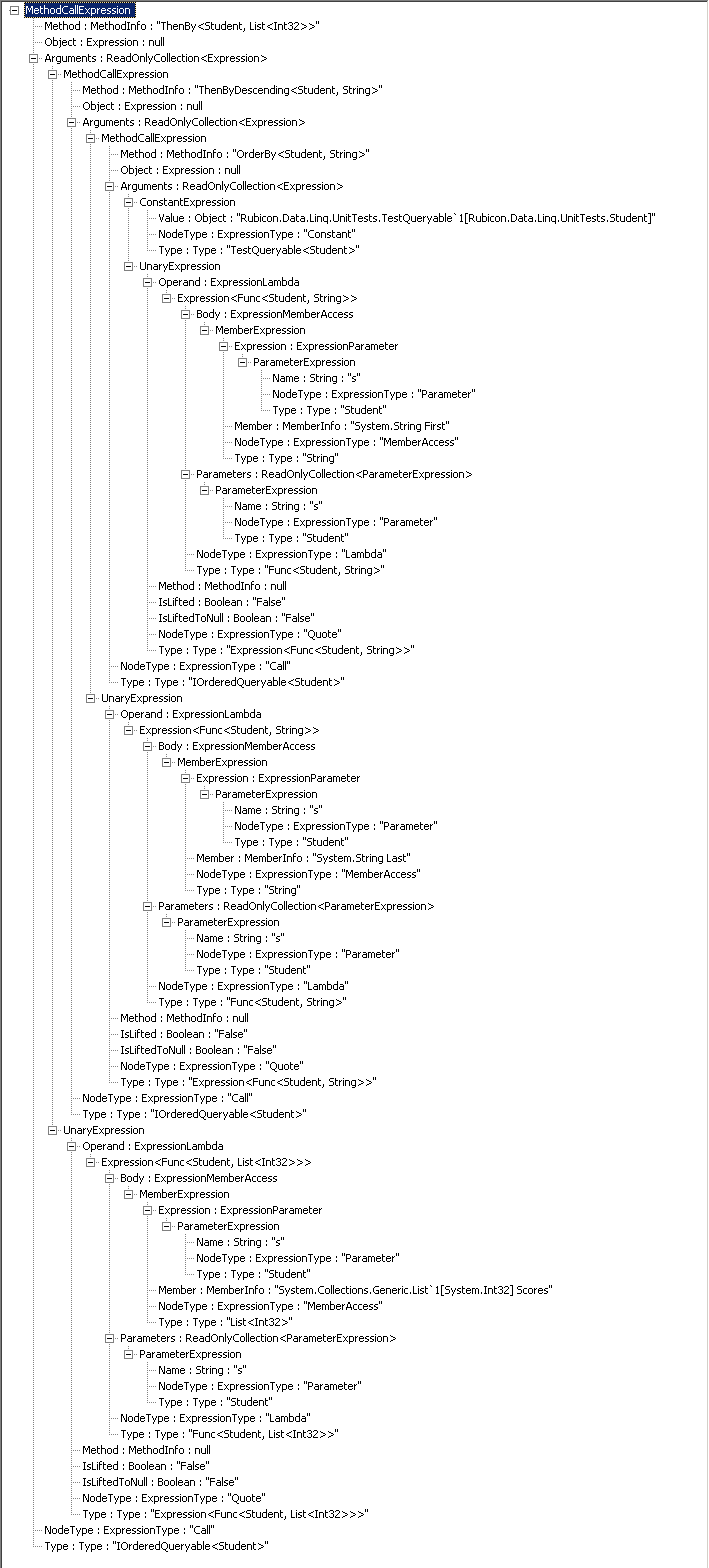 MethodCallExpression
Method : MethodInfo : "ThenBy<Student, List<Int32>>"
Object : Expression : null
Arguments : ReadOnlyCollection<Expression>
MethodCallExpression
Method : MethodInfo : "ThenByDescending<Student, String>"
Object : Expression : null
Arguments : ReadOnlyCollection<Expression>
MethodCallExpression
Method : MethodInfo : "OrderBy<Student, String>"
Object : Expression : null
Arguments : ReadOnlyCollection<Expression>
ConstantExpression
Value : Object : "Rubicon.Data.Linq.UnitTests.TestQueryable`1[Rubicon.Data.Linq.UnitTests.Student]"
NodeType : ExpressionType : "Constant"
Type : Type : "TestQueryable<Student>"
UnaryExpression
Operand : ExpressionLambda
Expression<Func<Student, String>>
Body : ExpressionMemberAccess
MemberExpression
Expression : ExpressionParameter
ParameterExpression
Name : String : "s"
NodeType : ExpressionType : "Parameter"
Type : Type : "Student"
Member : MemberInfo : "System.String First"
NodeType : ExpressionType : "MemberAccess"
Type : Type : "String"
Parameters : ReadOnlyCollection<ParameterExpression>
ParameterExpression
Name : String : "s"
NodeType : ExpressionType : "Parameter"
Type : Type : "Student"
NodeType : ExpressionType : "Lambda"
Type : Type : "Func<Student, String>"
Method : MethodInfo : null
IsLifted : Boolean : "False"
IsLiftedToNull : Boolean : "False"
NodeType : ExpressionType : "Quote"
Type : Type : "Expression<Func<Student, String>>"
NodeType : ExpressionType : "Call"
Type : Type : "IOrderedQueryable<Student>"
UnaryExpression
Operand : ExpressionLambda
Expression<Func<Student, String>>
Body : ExpressionMemberAccess
MemberExpression
Expression : ExpressionParameter
ParameterExpression
Name : String : "s"
NodeType : ExpressionType : "Parameter"
Type : Type : "Student"
Member : MemberInfo : "System.String Last"
NodeType : ExpressionType : "MemberAccess"
Type : Type : "String"
Parameters : ReadOnlyCollection<ParameterExpression>
ParameterExpression
Name : String : "s"
NodeType : ExpressionType : "Parameter"
Type : Type : "Student"
NodeType : ExpressionType : "Lambda"
Type : Type : "Func<Student, String>"
Method : MethodInfo : null
IsLifted : Boolean : "False"
IsLiftedToNull : Boolean : "False"
NodeType : ExpressionType : "Quote"
Type : Type : "Expression<Func<Student, String>>"
NodeType : ExpressionType : "Call"
Type : Type : "IOrderedQueryable<Student>"
UnaryExpression
Operand : ExpressionLambda
Expression<Func<Student, List<Int32>>>
Body : ExpressionMemberAccess
MemberExpression
Expression : ExpressionParameter
ParameterExpression
Name : String : "s"
NodeType : ExpressionType : "Parameter"
Type : Type : "Student"
Member : MemberInfo : "System.Collections.Generic.List`1[System.Int32] Scores"
NodeType : ExpressionType : "MemberAccess"
Type : Type : "List<Int32>"
Parameters : ReadOnlyCollection<ParameterExpression>
ParameterExpression
Name : String : "s"
NodeType : ExpressionType : "Parameter"
Type : Type : "Student"
NodeType : ExpressionType : "Lambda"
Type : Type : "Func<Student, List<Int32>>"
Method : MethodInfo : null
IsLifted : Boolean : "False"
IsLiftedToNull : Boolean : "False"
NodeType : ExpressionType : "Quote"
Type : Type : "Expression<Func<Student, List<Int32>>>"
NodeType : ExpressionType : "Call"
Type : Type : "IOrderedQueryable<Student>"